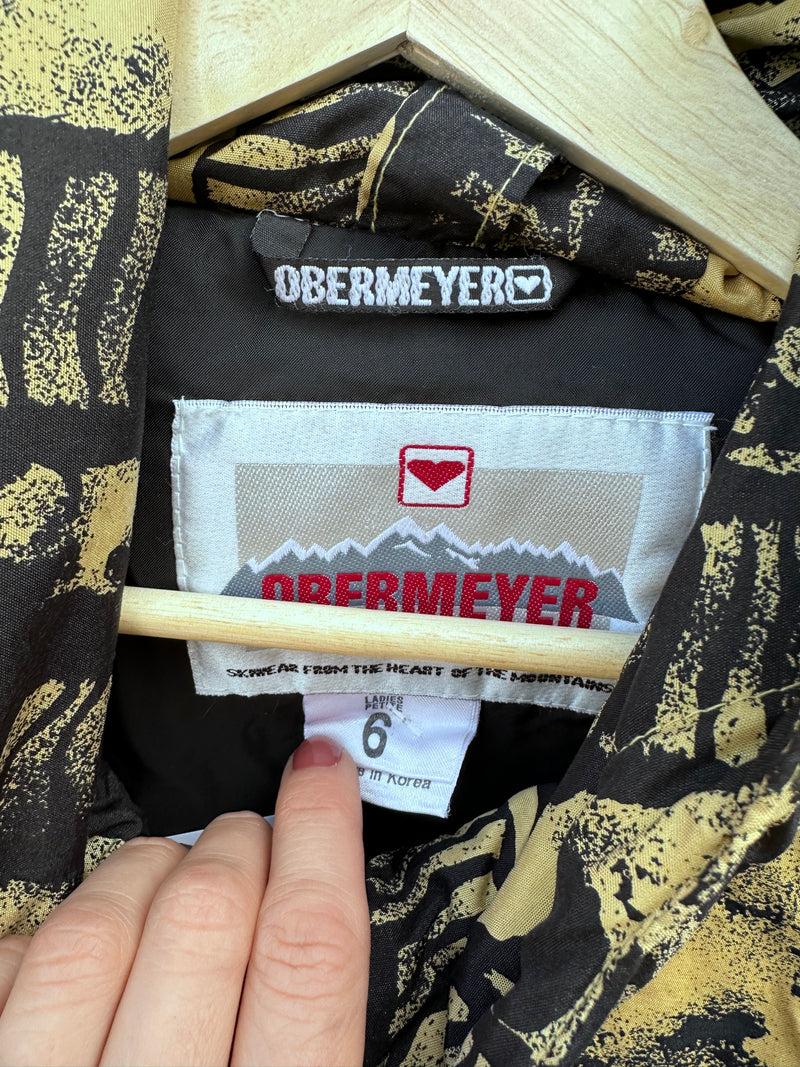 OBERMEYER
OBERMEYER
SKIWEAR FROM THE HEART OF THE MOUNTAINS
LADIES
PETITE
6
in Korea